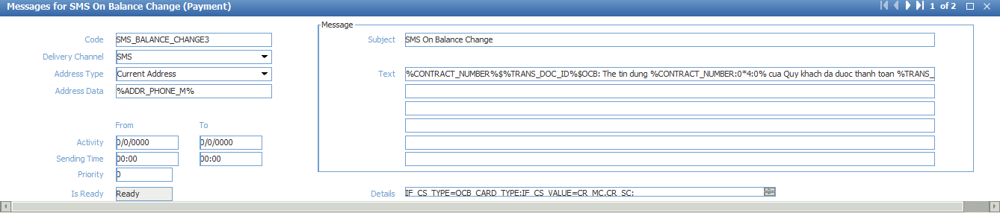 Messages for SMS On Balance Change (Payment)
1 of 2
Code SMS_BALANCE_CHANGE3
Delivery Channel SMS
Address Type Current Address
Address Data %ADDR_PHONE_M%
From To
Activity 0/0/0000 0/0/0000
Sending Time 00:00 00:00
Priority 0
Is Ready Ready
Message
Subject SMS On Balance Change
Text %CONTRACT_NUMBER%$%TRANS_DOC_ID%$OCB: The tin dung %CONTRACT_NUMBER:0*4:0% cua Quy khach da duoc thanh toan %TRANS_
Details IF_CS_TYPE=OCB_CARD_TYPE;IF_CS_VALUE=CR_MC,CR_SC;